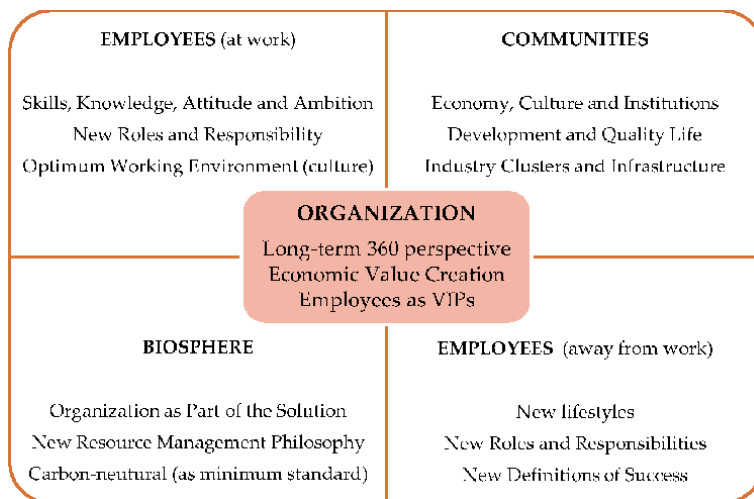 EMPLOYEES (at work)
Skills, Knowledge, Attitude and Ambition
New Roles and Responsibility
Optimum Working Environment (culture)
COMMUNITIES
Economy, Culture and Institutions
Development and Quality Life
Industry Clusters and Infrastructure
ORGANIZATION
Long-term 360 perspective
Economic Value Creation
Employees as VIPs
BIOSPHERE
Organization as Part of the Solution
New Resource Management Philosophy
Carbon-neutural (as minimum standard)
EMPLOYEES (away from work)
New lifestyles
New Roles and Responsibilities
New Definitions of Success